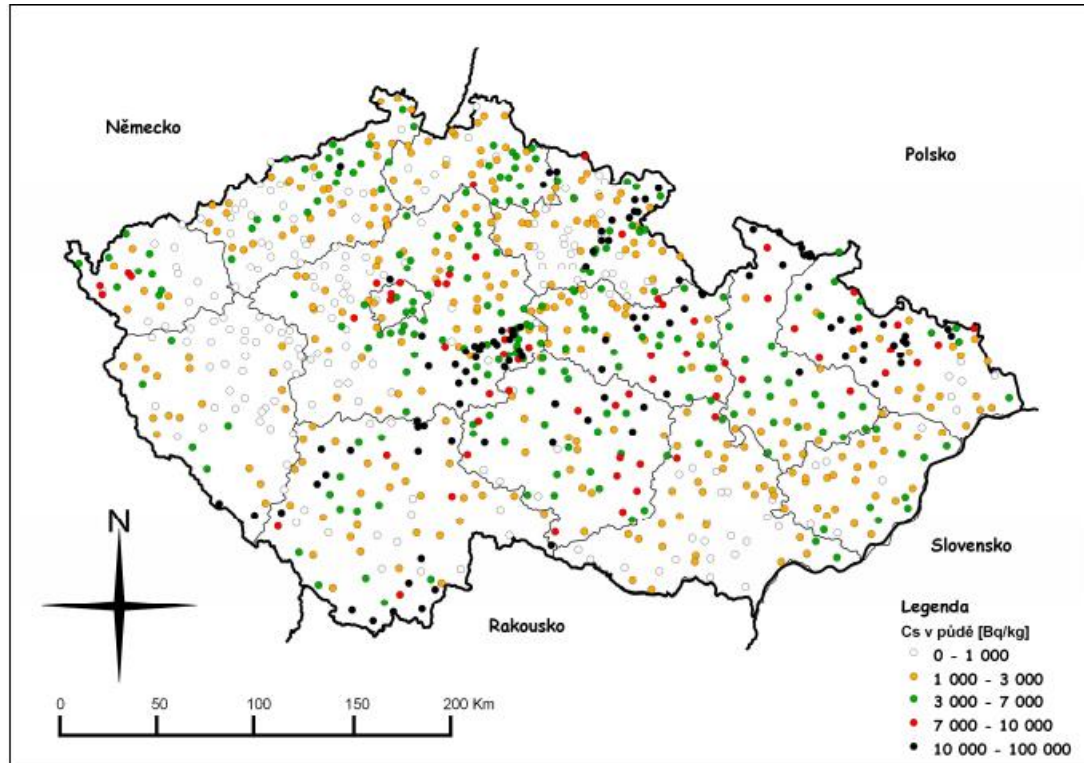 Německo
Polsko
N
Slovensko
Rakousko
Legenda
Cs v půdě [Bq/kg]
0 - 1 000
1 000 - 3 000
3 000 - 7 000
7 000 - 10 000
10 000 - 100 000
0 50 100 150 200 Km